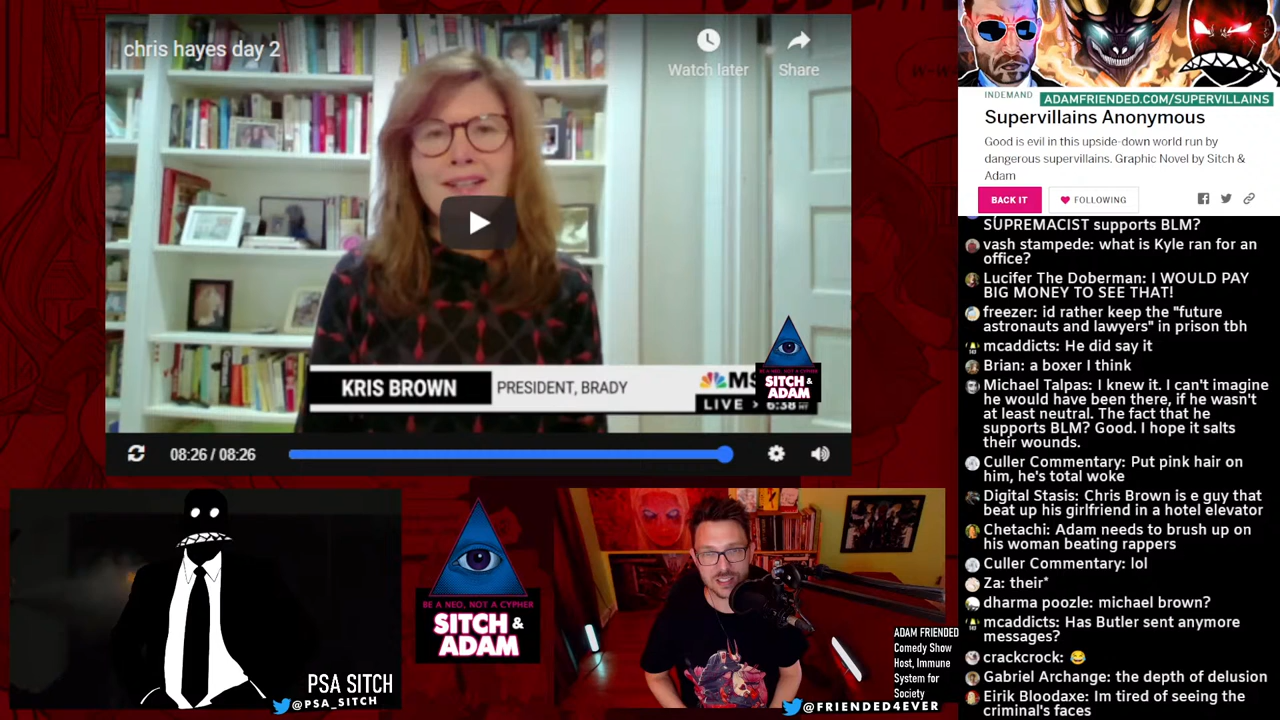 chris hayes day 2
Watch later
Share
KRIS BROWN
PRESIDENT, BRADY
LIVE >
BE A NEO, NOT A CYPHER
SITCH &
ADAM
08:26 / 08:26
PSA SITCH
@PSA_SITCH
BE A NEO, NOT A CYPHER
SITCH &
ADAM
ADAM FRIENDED
Comedy Show
Host, Immune
System for
Society
@FRIENDED4EVER
INDEMAND
ADAMFRIENDED.COM/SUPERVILLAINS
Supervillains Anonymous
Good is evil in this upside-down world run by
dangerous supervillains. Graphic Novel by Sitch &
Adam
BACK IT
FOLLOWING
SUPREMACIST supports BLM?
vash stampede: what is Kyle ran for an
office?
Lucifer The Doberman: I WOULD PAY
BIG MONEY TO SEE THAT!
freezer: id rather keep the "future
astronauts and lawyers" in prison tbh
mcaddicts: He did say it
Brian: a boxer I think
Michael Talpas: I knew it. I can't imagine
he would have been there, if he wasn't
at least neutral. The fact that he
supports BLM? Good. I hope it salts
their wounds.
Culler Commentary: Put pink hair on
him, he's total woke
Digital Stasis: Chris Brown is e guy that
beat up his girlfriend in a hotel elevator
Chetachi: Adam needs to brush up on
his woman beating rappers
Culler Commentary: lol
Za: their*
dharma poozle: michael brown?
mcaddicts: Has Butler sent anymore
messages?
crackcrock: 😂
Gabriel Archange: the depth of delusion
Eirik Bloodaxe: Im tired of seeing the
criminal's faces